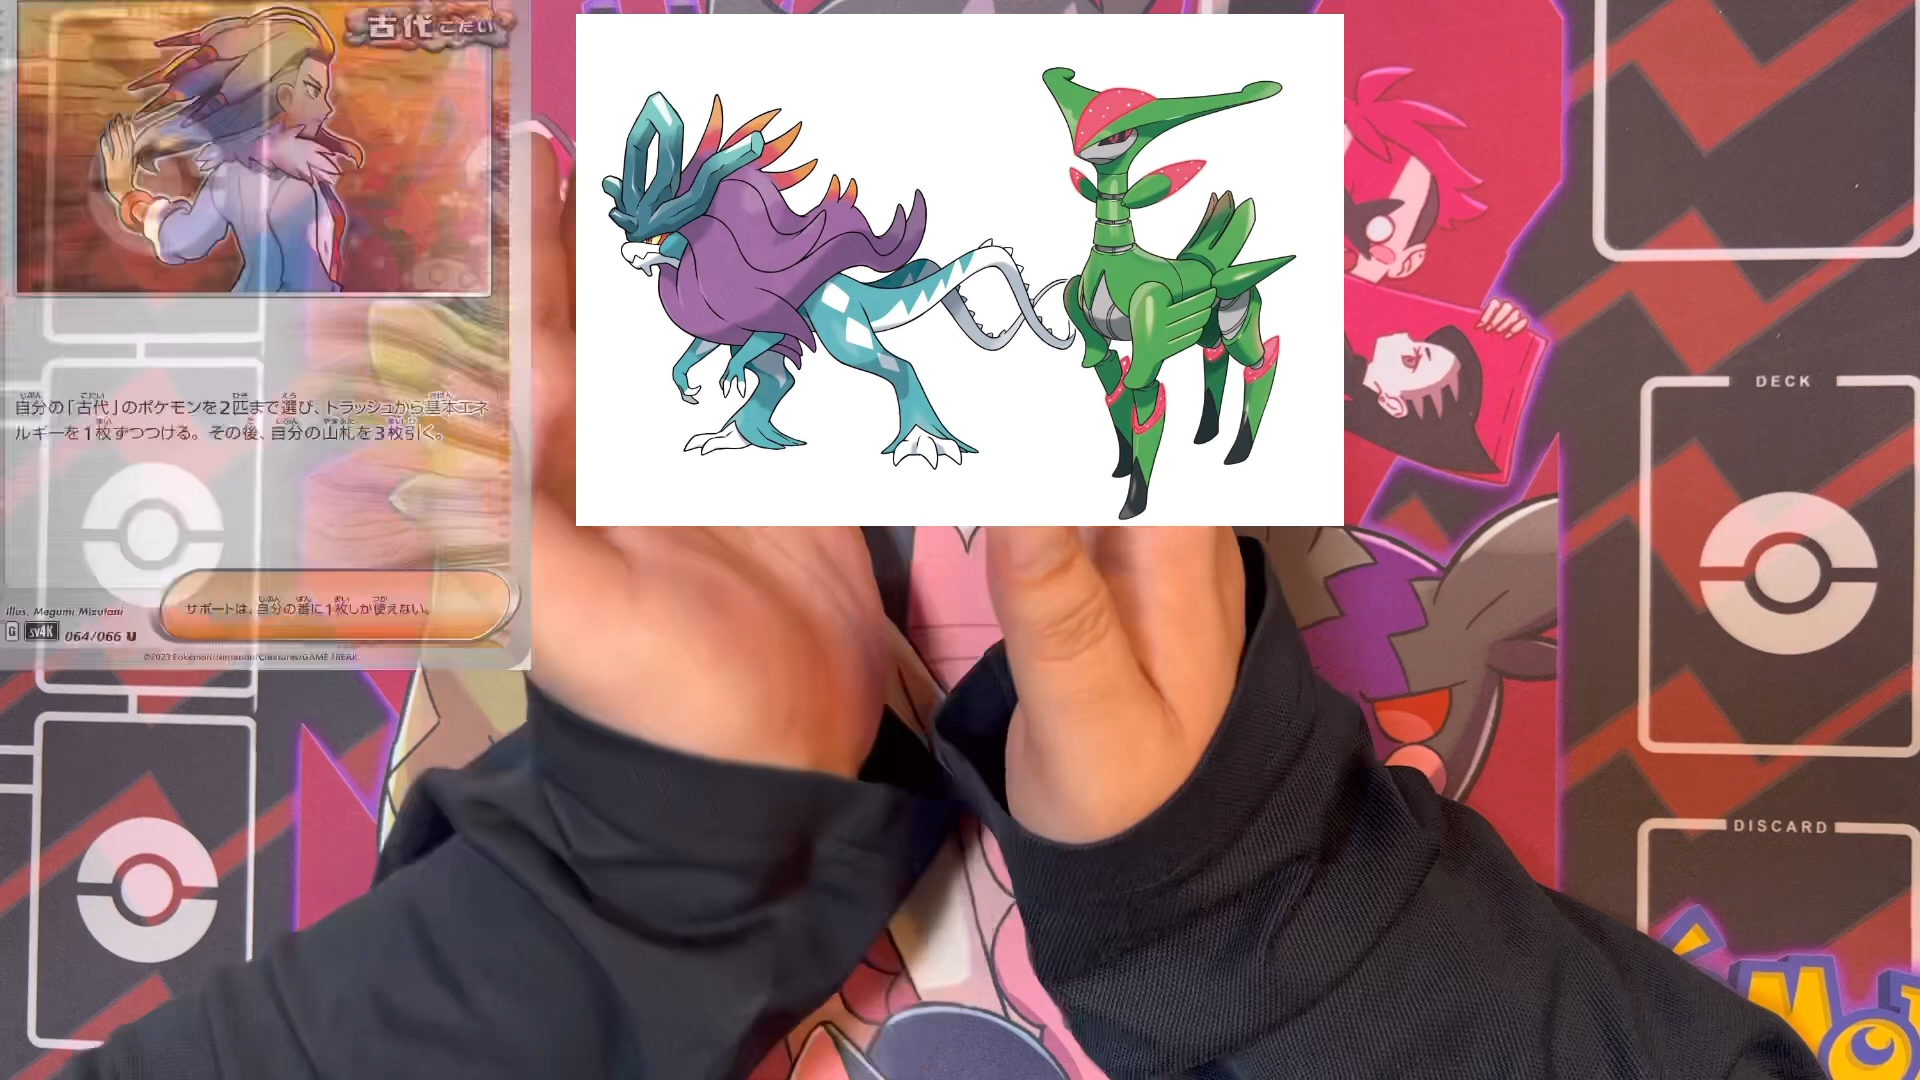 古代 こだい
自分の「古代」のポケモンを2匹まで選び、トラッシュから基本エネ
ルギーを1枚ずつつける。その後、自分の山札を3枚引く。
サポートは、自分の番に1枚しか使えない。
Illus. Megumi Mizutani
G sv4K 064/066 U
©2023 Pokémon/Nintendo/Creatures/GAME FREAK
DECK
DISCARD